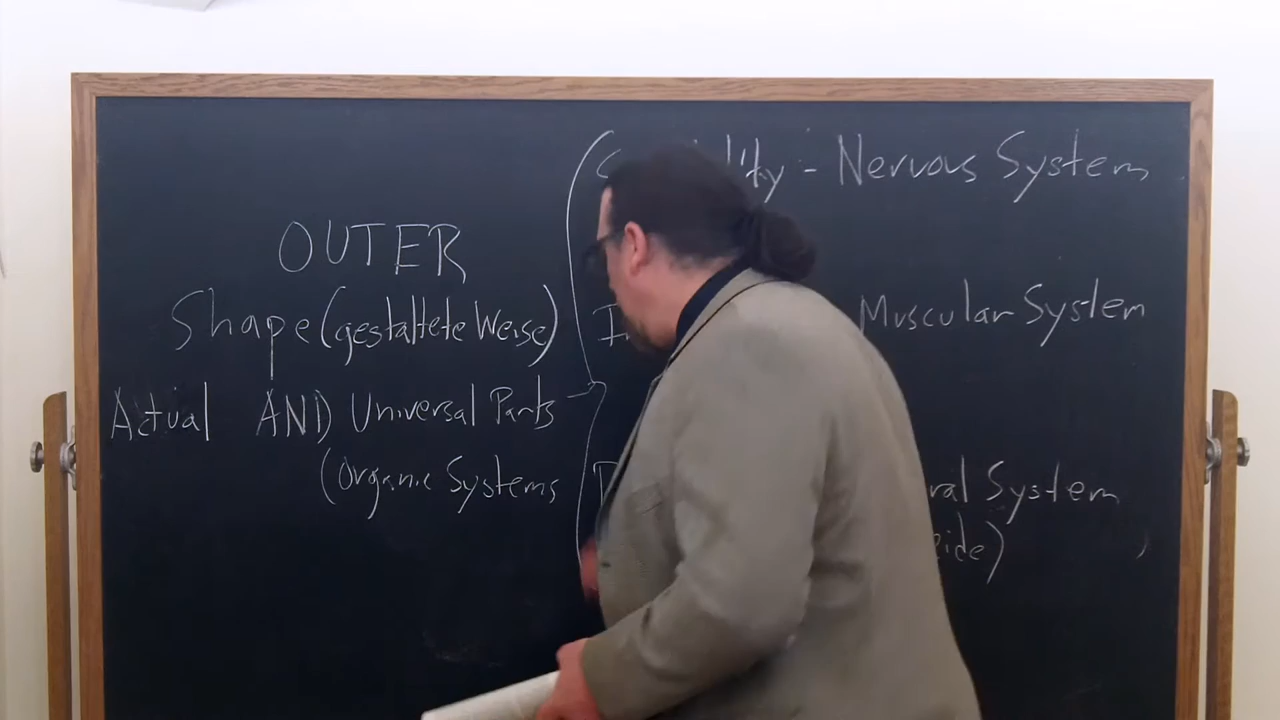 OUTER
Shape (gestaltete Weise)
Actual AND Universal Parts
(Organic Systems
- Nervous System
Muscular System
System